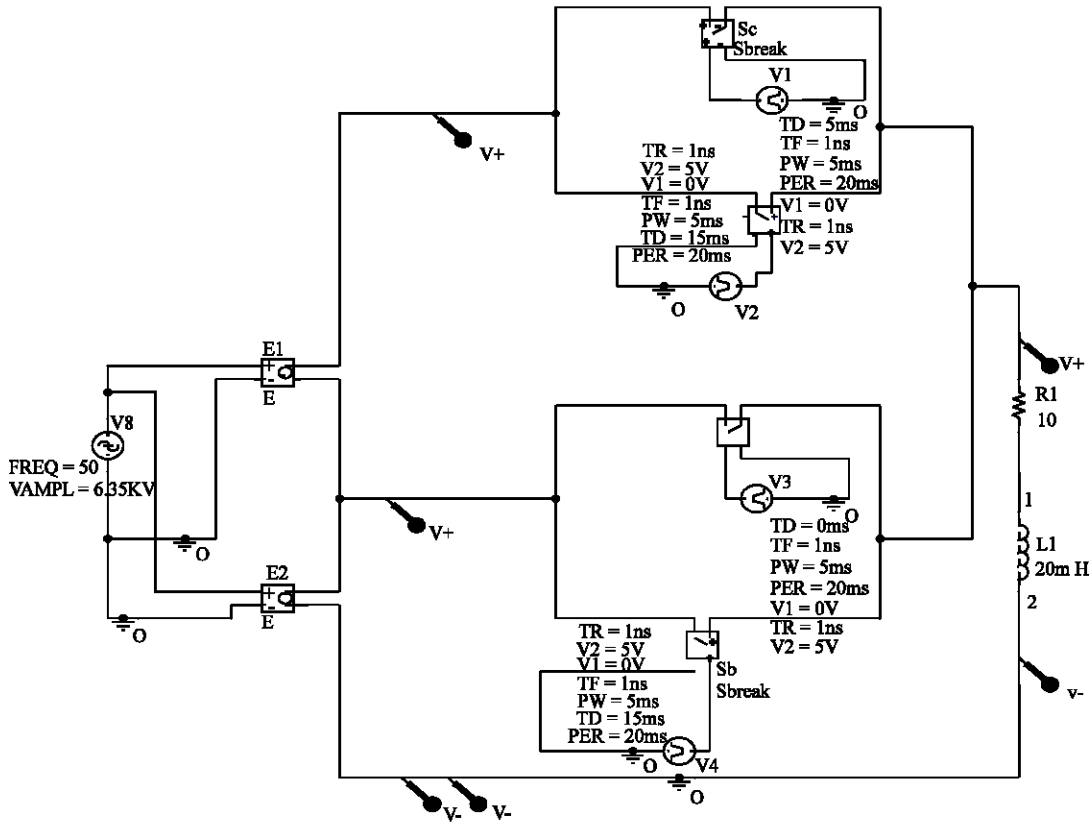 Sc
Sbreak
V1
O
V+
TD = 5ms
TF = 1ns
PW = 5ms
PER = 20ms
V1 = 0V
TR = 1ns
V2 = 5V
TR = 1ns
V2 = 5V
V1 = 0V
TF = 1ns
PW = 5ms
TD = 15ms
PER = 20ms
O
V2
E1
E
V8
FREQ = 50
VAMPL = 6.35KV
O
E2
E
O
V+
V3
O
TD = 0ms
TF = 1ns
PW = 5ms
PER = 20ms
V1 = 0V
TR = 1ns
V2 = 5V
TR = 1ns
V2 = 5V
V1 = 0V
TF = 1ns
PW = 5ms
TD = 15ms
PER = 20ms
Sb
Sbreak
O
V4
V+
R1
10
1
L1
20m H
2
v-
O
V-
V-